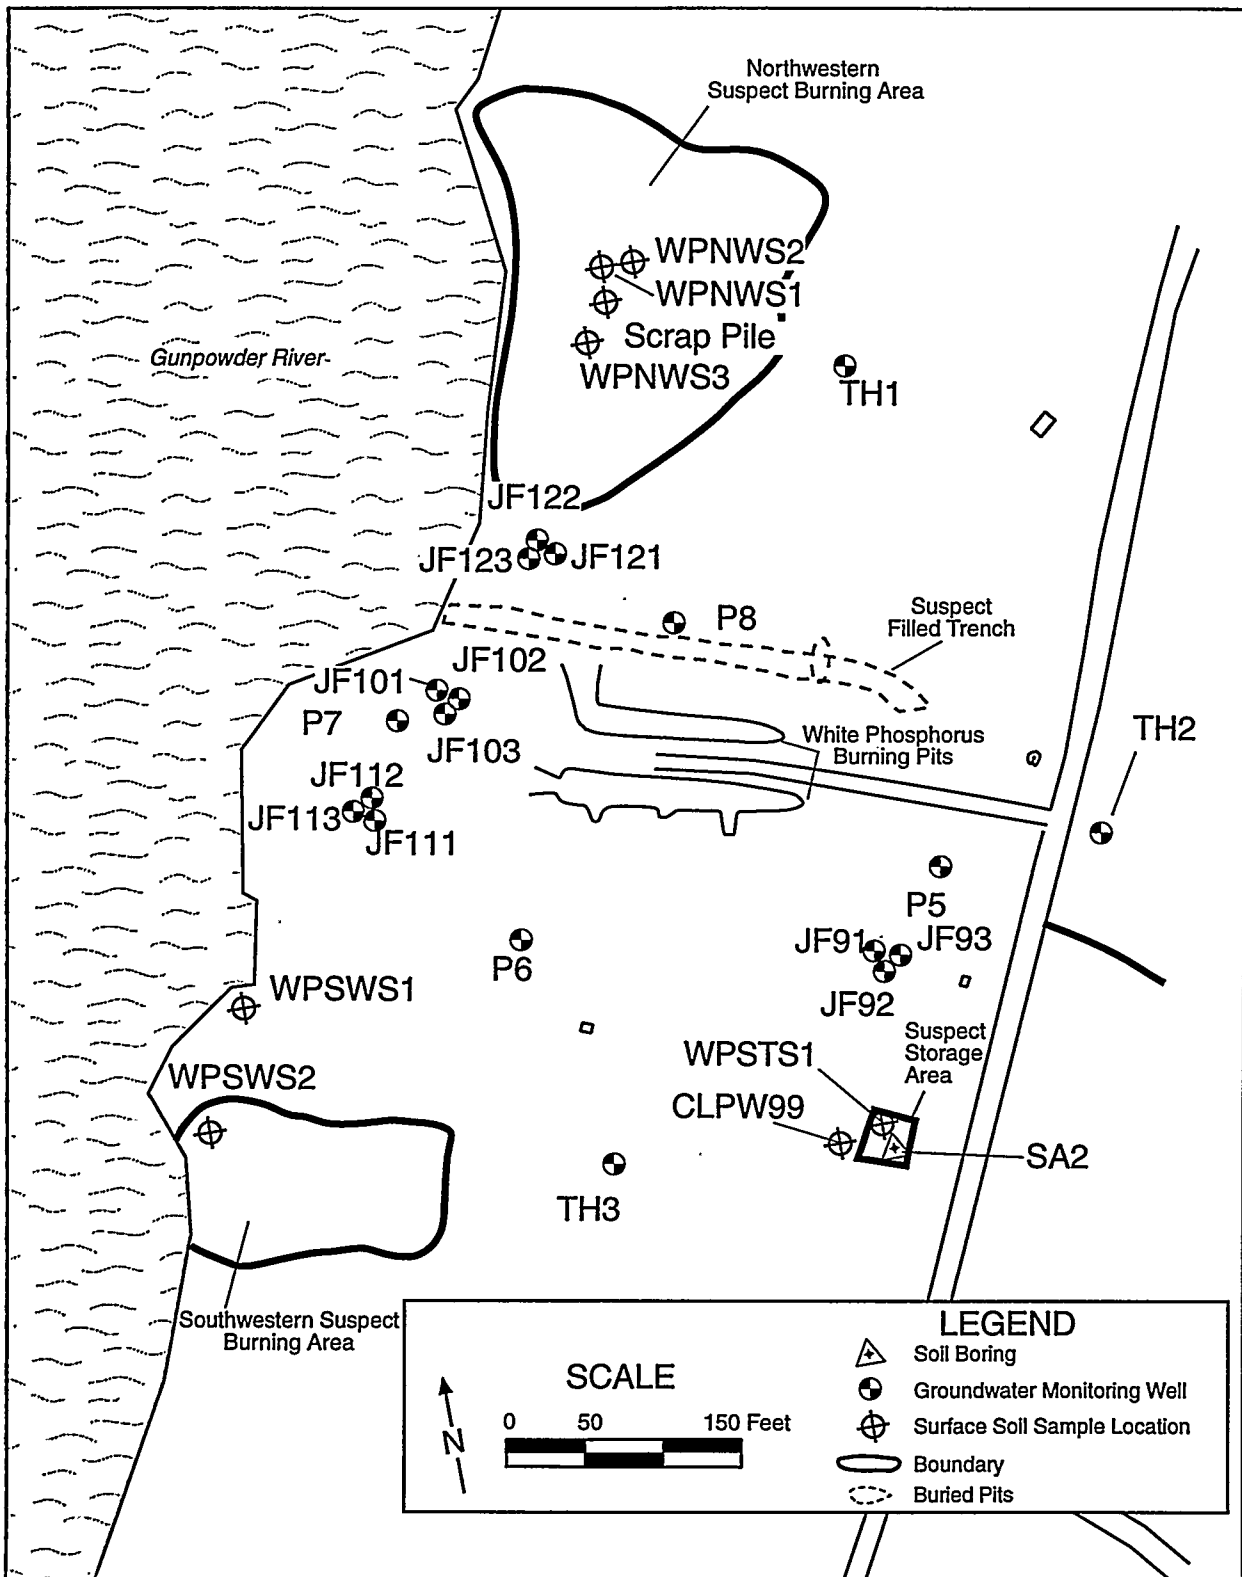 Northwestern
Suspect Burning Area
WPNWS2
WPNWS1
Scrap Pile
WPNWS3
Gunpowder River
TH1
JF122
JF123
JF121
P8
Suspect
Filled Trench
JF102
JF101
P7
JF103
White Phosphorus
Burning Pits
TH2
JF112
JF113
JF111
P5
JF91
JF93
P6
JF92
WPSWS1
Suspect
Storage
Area
WPSTS1
WPSWS2
CLPW99
SA2
TH3
Southwestern Suspect
Burning Area
LEGEND
Soil Boring
Groundwater Monitoring Well
Surface Soil Sample Location
Boundary
Buried Pits
SCALE
0 50 150 Feet
N